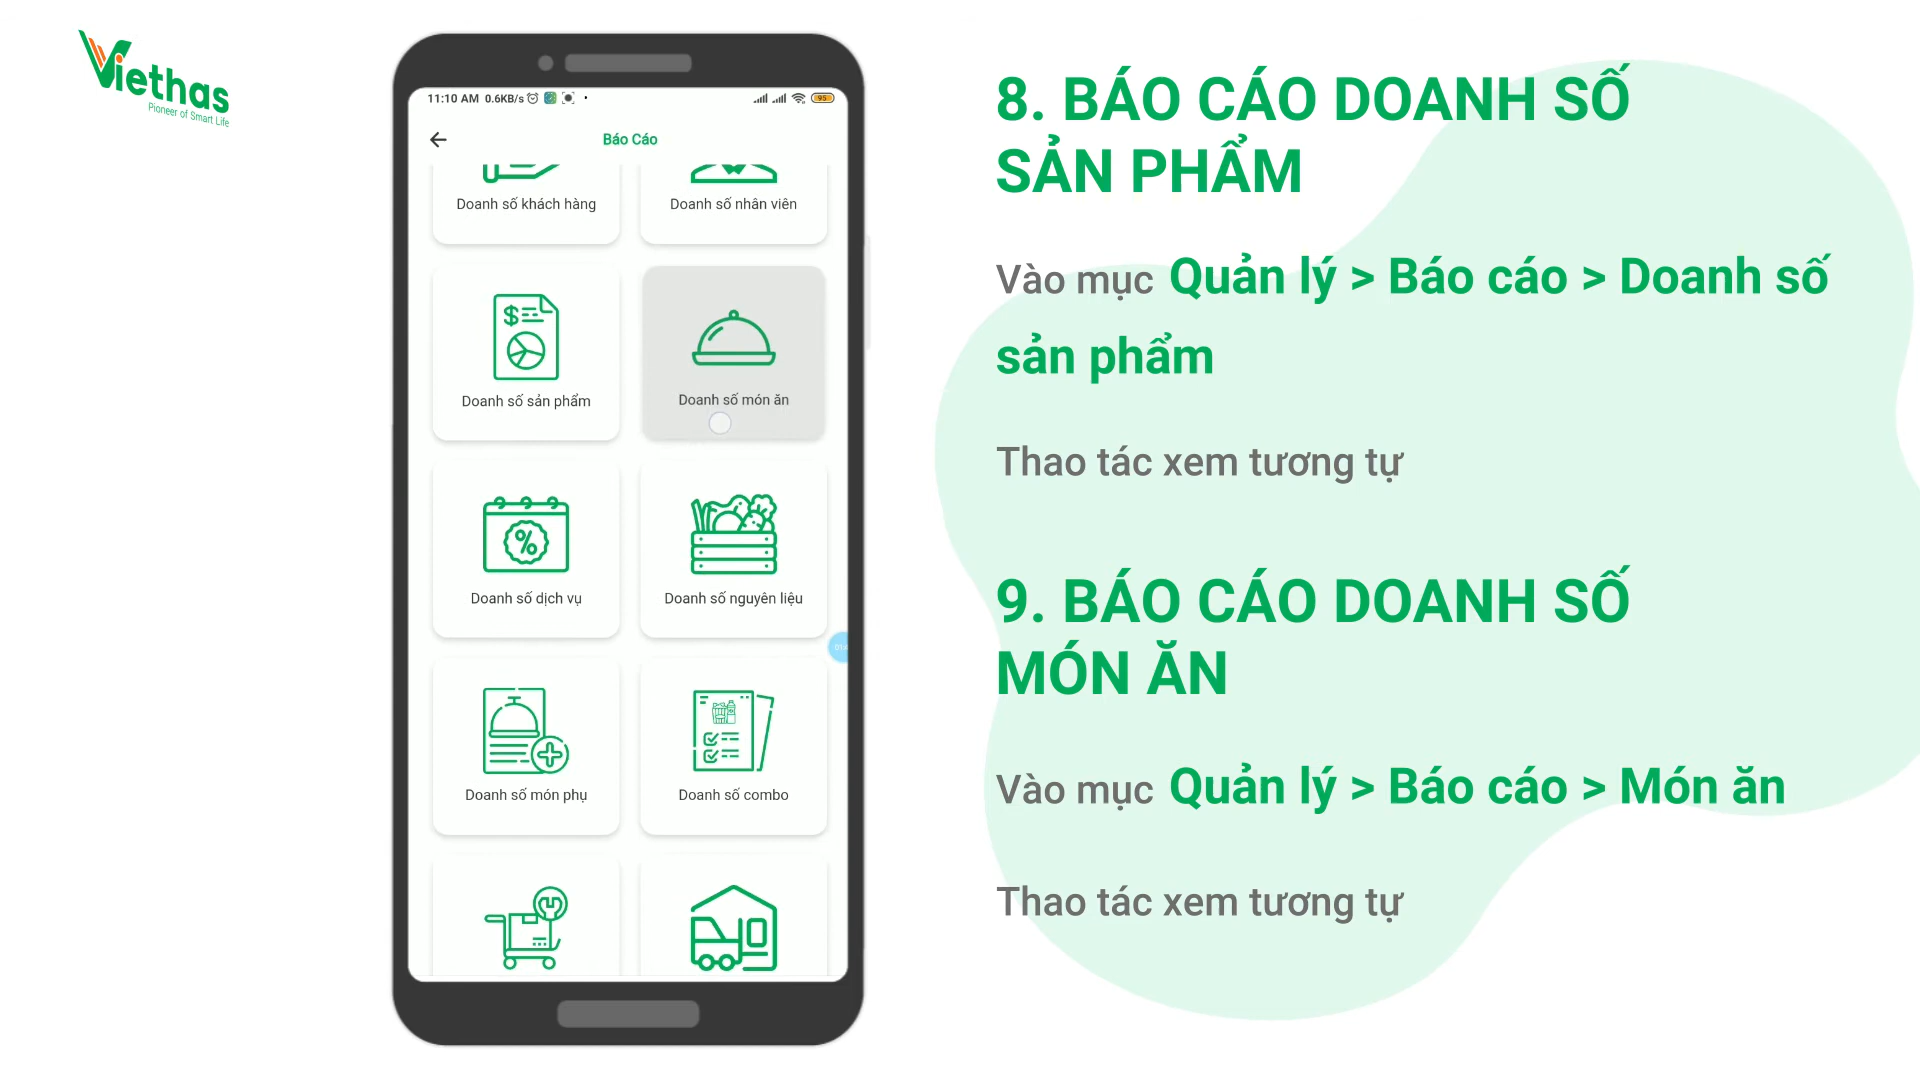 Viethas
Pioneer of Smart Life
11:10 AM 0.6KB/s
95
Báo Cáo
Doanh số khách hàng
Doanh số nhân viên
Doanh số sản phẩm
Doanh số món ăn
Doanh số dịch vụ
Doanh số nguyên liệu
Doanh số món phụ
Doanh số combo
8. BÁO CÁO DOANH SỐ
SẢN PHẨM
Vào mục Quản lý > Báo cáo > Doanh số
sản phẩm
Thao tác xem tương tự
9. BÁO CÁO DOANH SỐ
MÓN ĂN
Vào mục Quản lý > Báo cáo > Món ăn
Thao tác xem tương tự